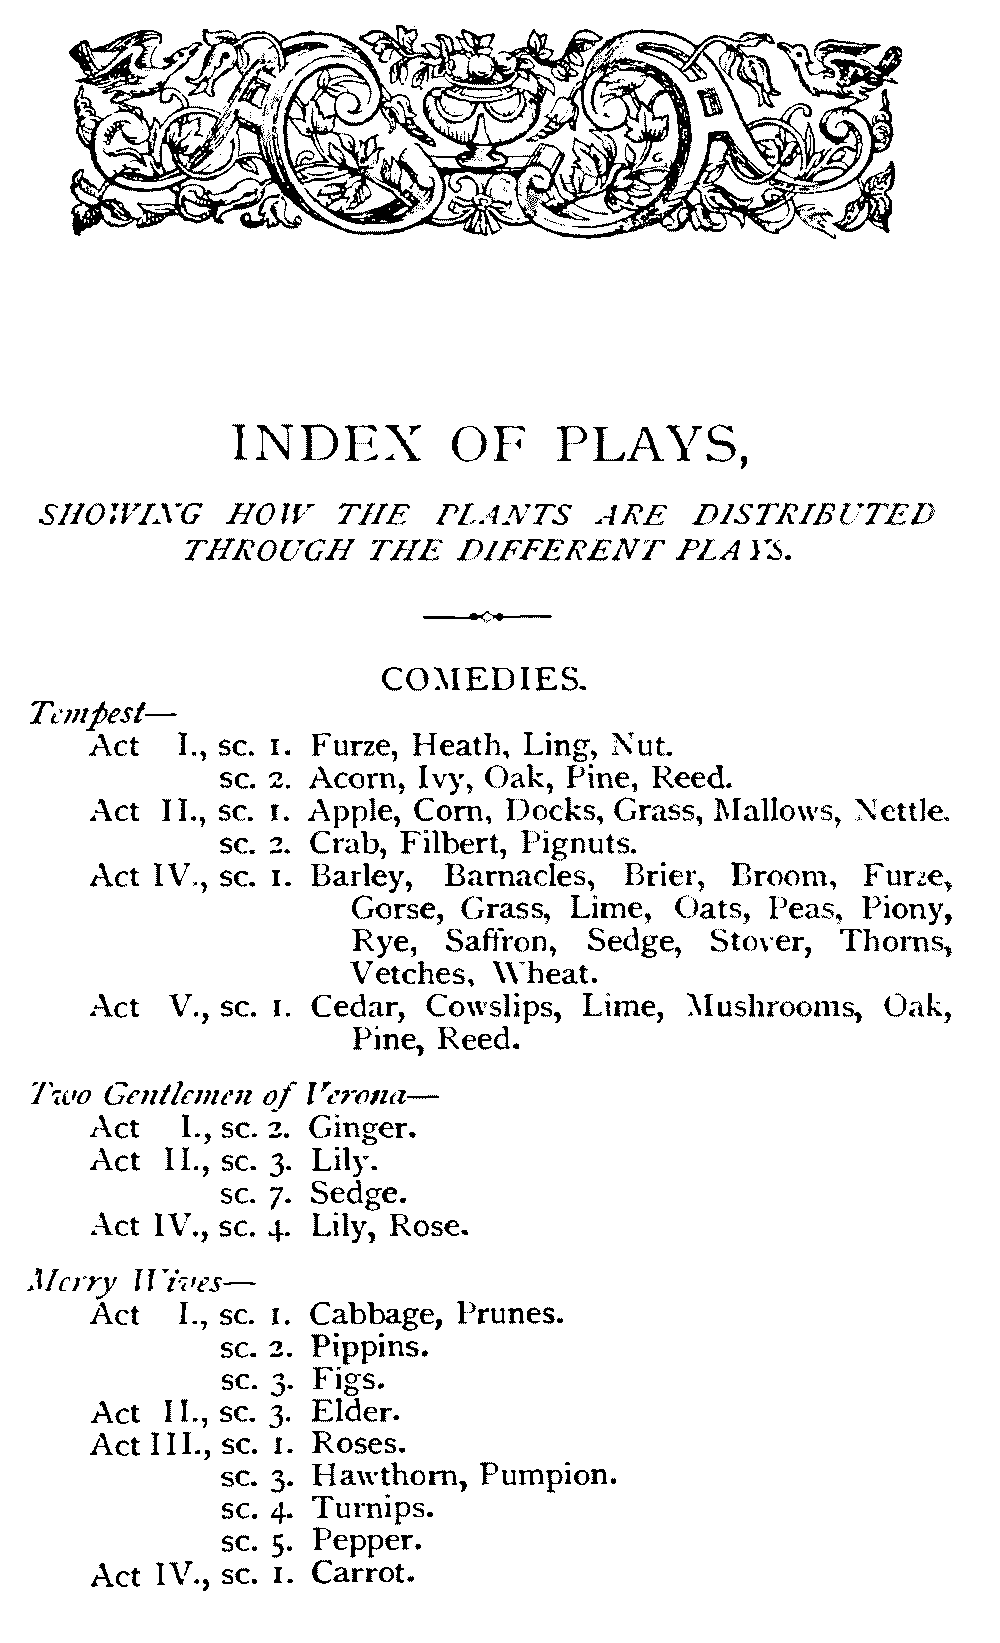 INDEX OF PLAYS,
SHOWING HOW THE PLANTS ARE DISTRIBUTED
THROUGH THE DIFFERENT PLAYS.
COMEDIES.
Tempest—
Act I., sc. 1. Furze, Heath, Ling, Nut.
sc. 2. Acorn, Ivy, Oak, Pine, Reed.
Act II., sc. 1. Apple, Corn, Docks, Grass, Mallows, Nettle.
sc. 2. Crab, Filbert, Pignuts.
Act IV., sc. 1. Barley, Barnacles, Brier, Broom, Furze,
Gorse, Grass, Lime, Oats, Peas, Piony,
Rye, Saffron, Sedge, Stover, Thorns,
Vetches, Wheat.
Act V., sc. 1. Cedar, Cowslips, Lime, Mushrooms, Oak,
Pine, Reed.
Two Gentlemen of Verona—
Act I., sc. 2. Ginger.
Act II., sc. 3. Lily.
sc. 7. Sedge.
Act IV., sc. 4. Lily, Rose.
Merry Wives—
Act I., sc. 1. Cabbage, Prunes.
sc. 2. Pippins.
sc. 3. Figs.
Act II., sc. 3. Elder.
Act III., sc. 1. Roses.
sc. 3. Hawthorn, Pumpion.
sc. 4. Turnips.
sc. 5. Pepper.
Act IV., sc. 1. Carrot.